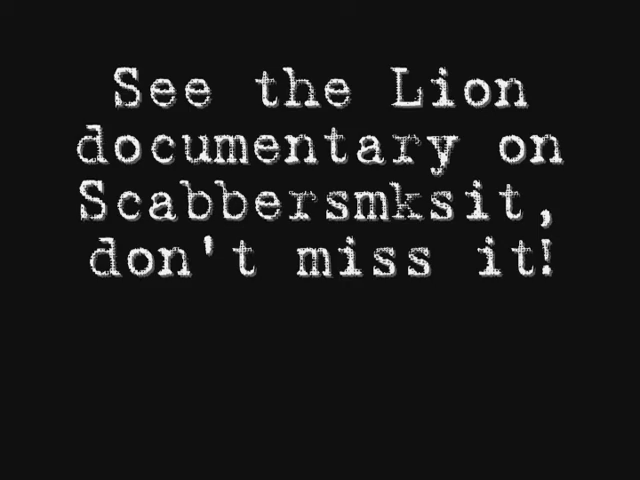 See the Lion
documentary on
Scabbersmksit,
don't miss it!